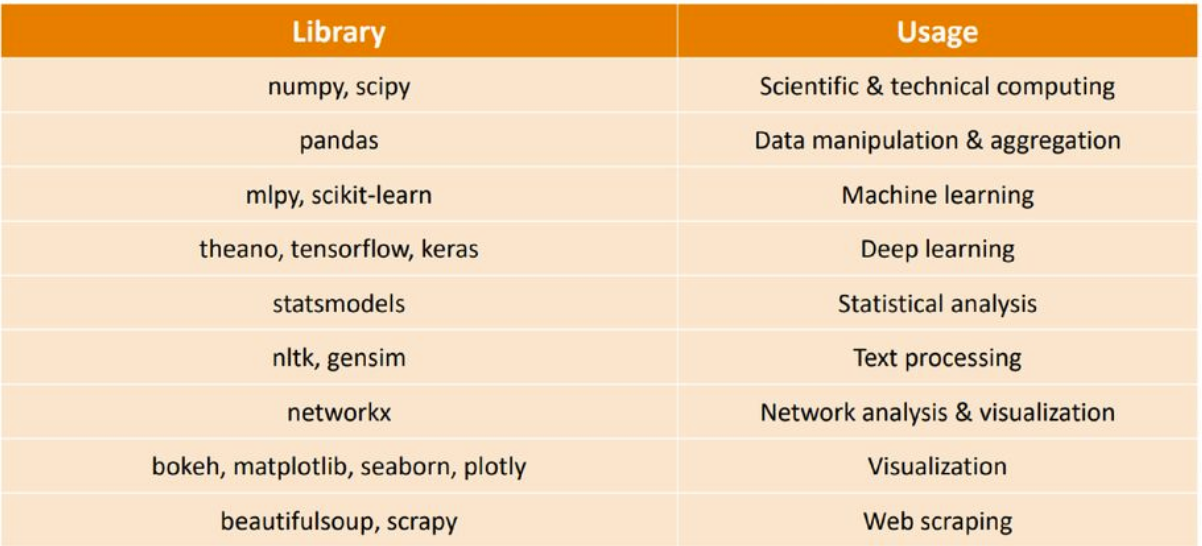 Library Usage
numpy, scipy Scientific & technical computing
pandas Data manipulation & aggregation
mlpy, scikit-learn Machine learning
theano, tensorflow, keras Deep learning
statsmodels Statistical analysis
nltk, gensim Text processing
networkx Network analysis & visualization
bokeh, matplotlib, seaborn, plotly Visualization
beautifulsoup, scrapy Web scraping